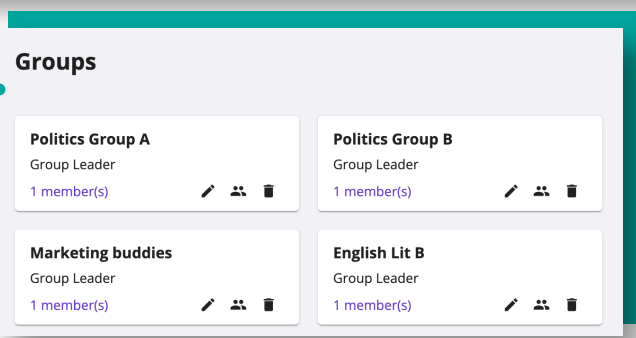 Groups
Politics Group A
Group Leader
1 member(s)
Politics Group B
Group Leader
1 member(s)
Marketing buddies
Group Leader
1 member(s)
English Lit B
Group Leader
1 member(s)